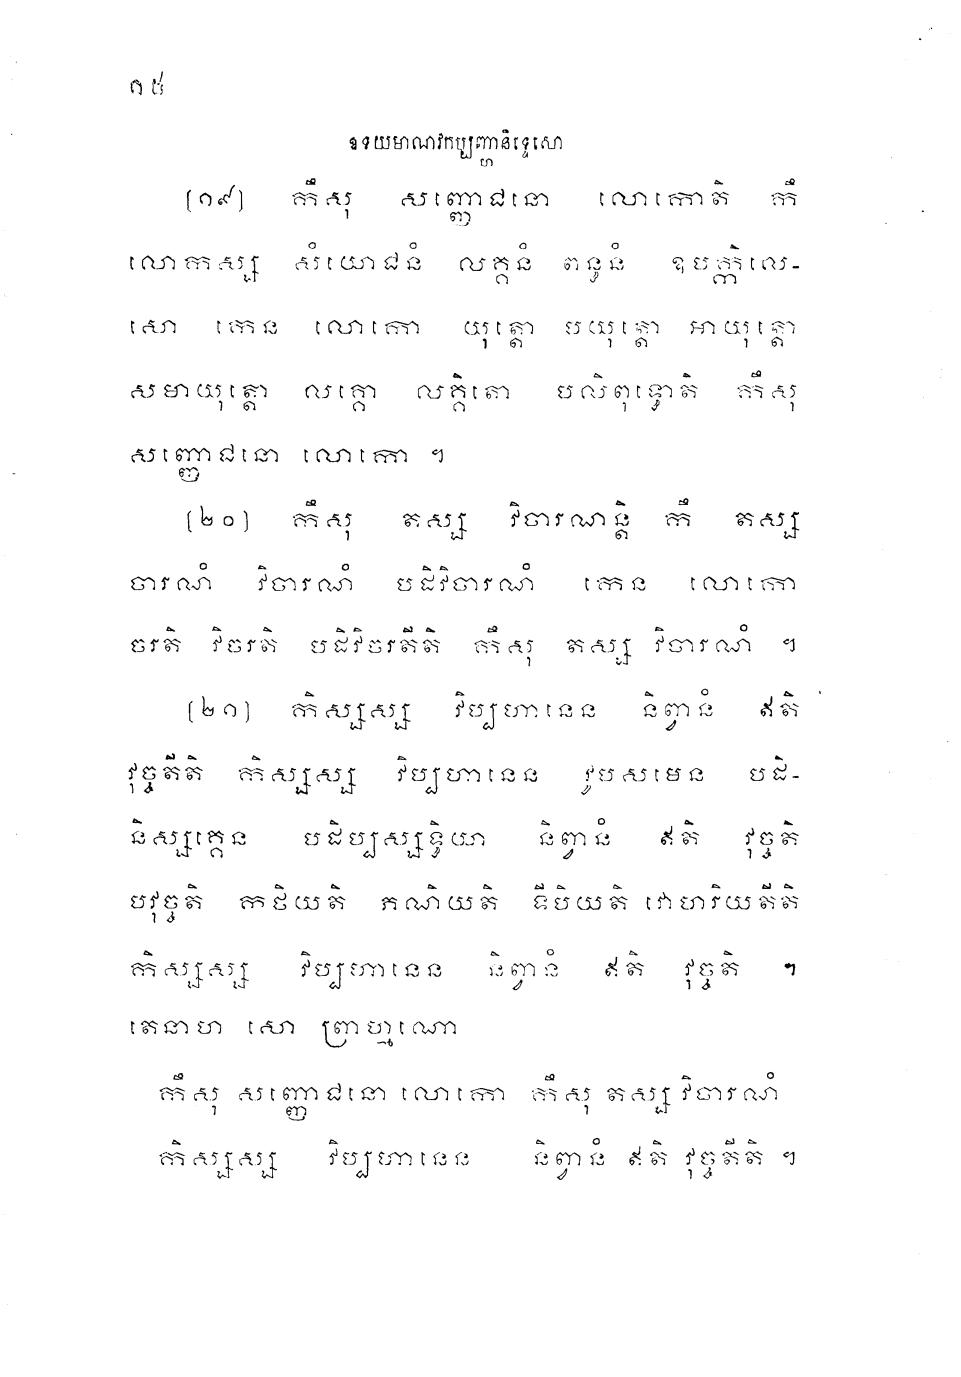 ១៥
ឧទយមាណវកប្បញ្ហានិទ្ទេសោ
(១៩) កឹសុ សញ្ញោជនោ លោកោតិ កឹ
លោកស្ស សំយោជនំ លគ្គនំ ពន្ធនំ ឧបក្កិលេ-
សោ កេន លោកោ យុត្តោ បយុត្តោ អាយុត្តោ
សមាយុត្តោ លគ្គោ លគ្គិតោ បលិពុទ្ធោតិ កឹសុ
សញ្ញោជនោ លោកោ ។
(២០) កឹសុ តស្ស វិចារណន្តិ កឹ តស្ស
ចារណំ វិចារណំ បដិវិចារណំ កេន លោកោ
ចរតិ វិចរតិ បដិវិចរតីតិ កឹសុ តស្ស វិចារណំ ។
(២១) កិស្សស្ស វិប្បហានេន និព្វានំ ឥតិ
វុច្ចតីតិ កិស្សស្ស វិប្បហានេន វូបសមេន បដិ-
និស្សគ្គេន បដិប្បស្សទ្ធិយា និព្វានំ ឥតិ វុច្ចតិ
បវុច្ចតិ កថិយតិ ភណិយតិ ទីបិយតិ វោហរិយតីតិ
កិស្សស្ស វិប្បហានេន និព្វានំ ឥតិ វុច្ចតិ ។
តេនាហ សោ ព្រាហ្មណោ
កឹសុ សញ្ញោជនោ លោកោ កឹសុ តស្ស វិចារណំ
កិស្សស្ស វិប្បហានេន និព្វានំ ឥតិ វុច្ចតីតិ ។